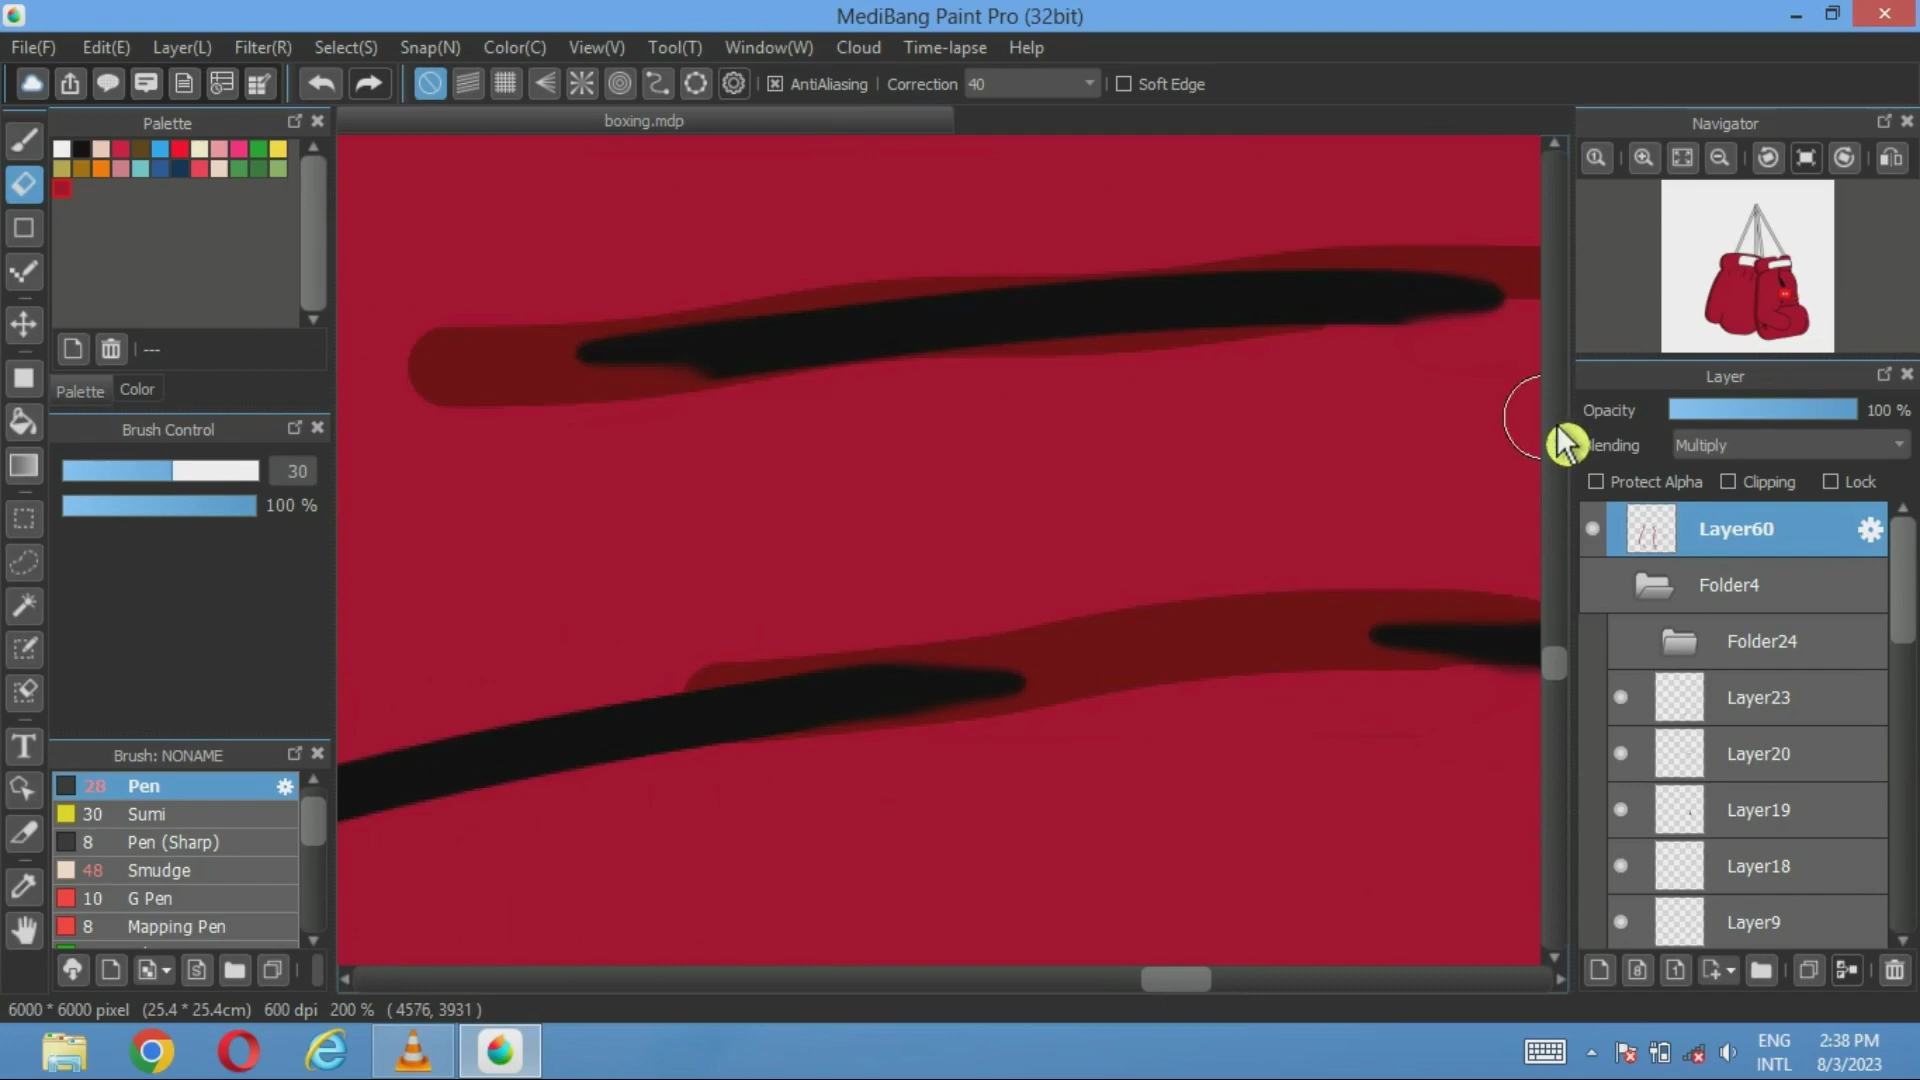 MediBang Paint Pro (32bit)
File(F) Edit(E) Layer(L) Filter(R) Select(S) Snap(N) Color(C) View(V) Tool(T) Window(W) Cloud Time-lapse Help
AntiAliasing Correction 40 Soft Edge
Palette
boxing.mdp
Navigator
---
Palette Color
Layer
Opacity 100 %
Brush Control
Multiply
30
Protect Alpha Clipping Lock
100 %
Layer60
Folder4
Folder24
Layer23
Brush: NONAME
Layer20
28 Pen
30 Sumi
Layer19
8 Pen (Sharp)
48 Smudge
Layer18
10 G Pen
8 Mapping Pen
Layer9
6000 * 6000 pixel (25.4 * 25.4cm) 600 dpi 200 % ( 4576, 3931 )
ENG
INTL
2:38 PM
8/3/2023